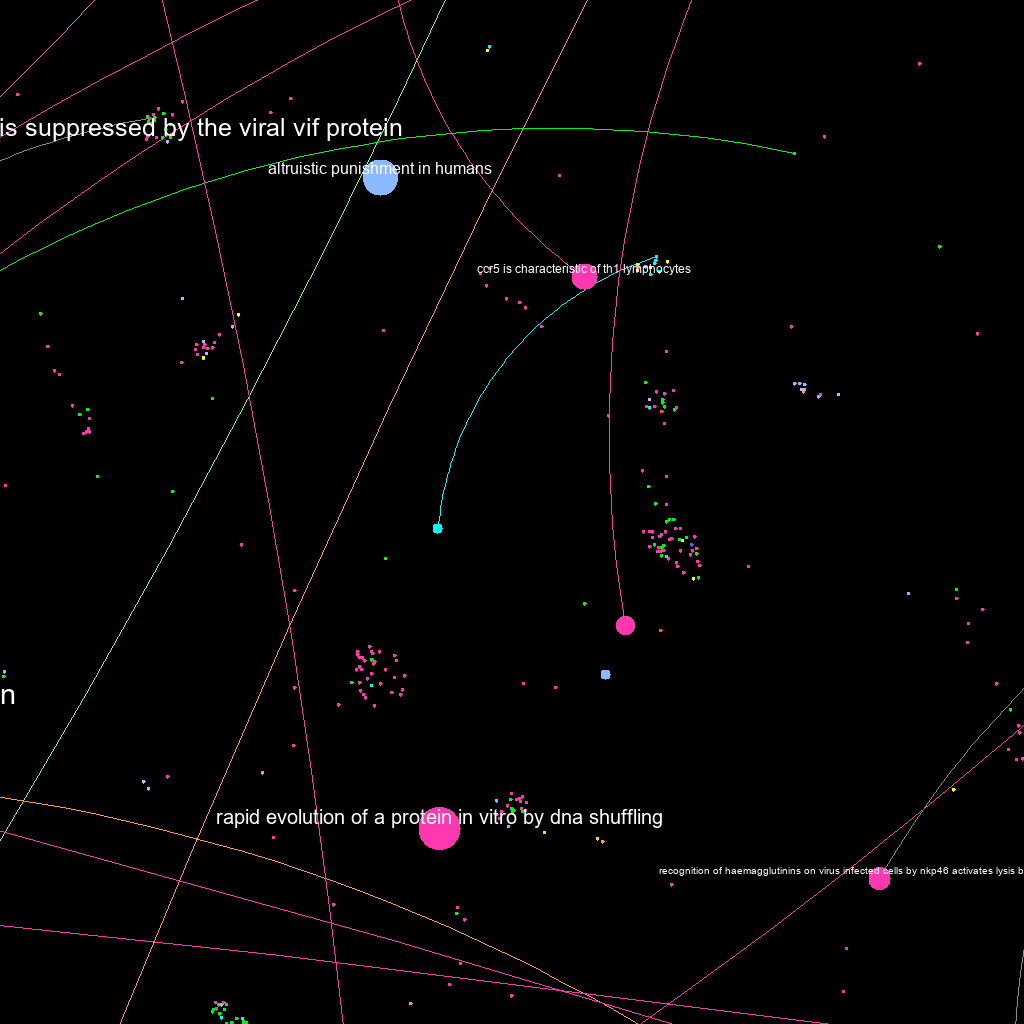 is suppressed by the viral vif protein
altruistic punishment in humans
ccr5 is characteristic of th1 lymphocytes
n
rapid evolution of a protein in vitro by dna shuffling
recognition of haemagglutinins on virus infected cells by nkp46 activates lysis b